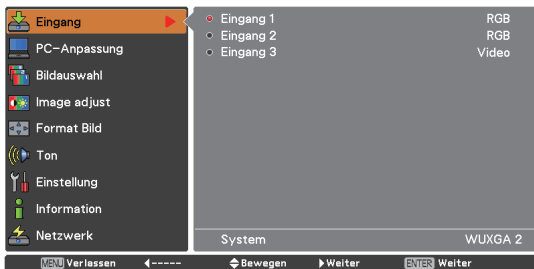 Eingang
PC-Anpassung
Bildauswahl
Image adjust
Format Bild
Ton
Einstellung
Information
Netzwerk
Eingang 1 RGB
Eingang 2 RGB
Eingang 3 Video
System WUXGA 2
MENU Verlassen ◀----- Bewegen Weiter ENTER Weiter